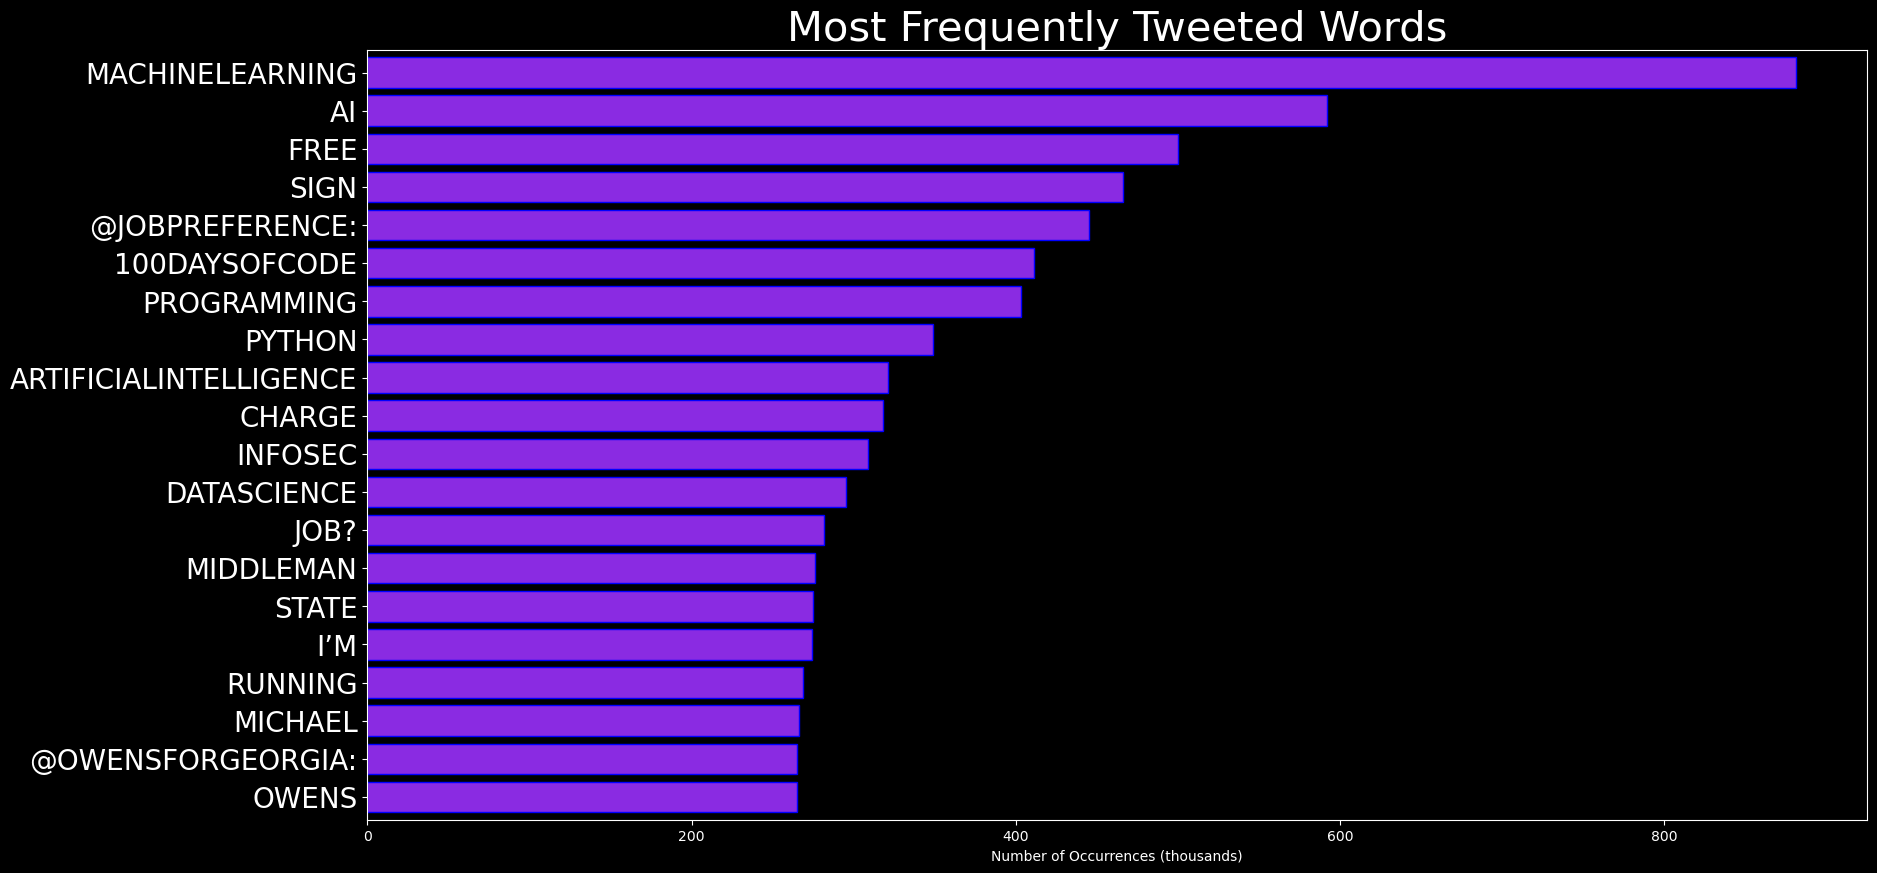 Most Frequently Tweeted Words
MACHINELEARNING
AI
FREE
SIGN
@JOBPREFERENCE:
100DAYSOFCODE
PROGRAMMING
PYTHON
ARTIFICIALINTELLIGENCE
CHARGE
INFOSEC
DATASCIENCE
JOB?
MIDDLEMAN
STATE
I’M
RUNNING
MICHAEL
@OWENSFORGEORGIA:
OWENS
0 200 400 600 800
Number of Occurrences (thousands)